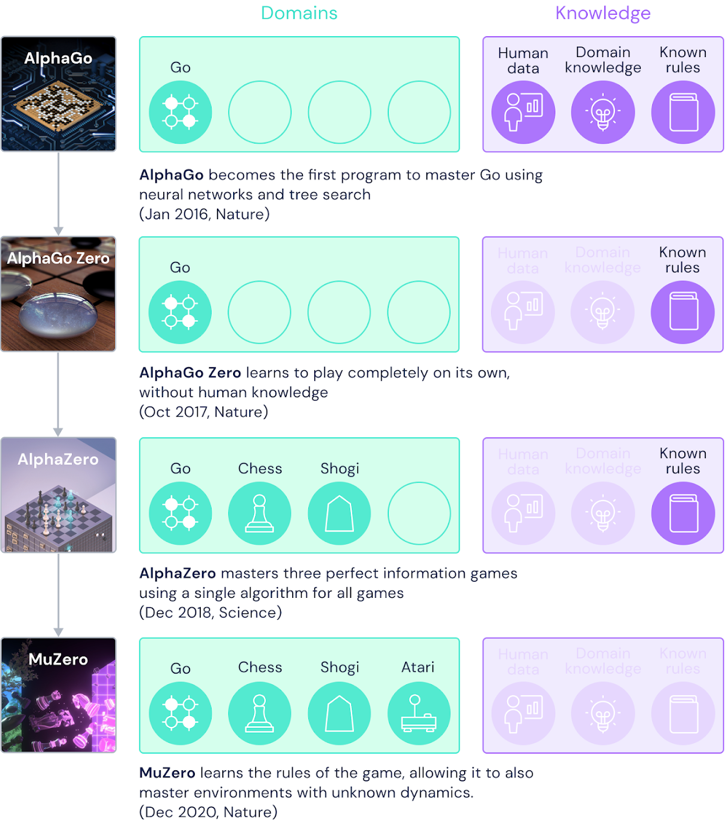 Domains
Knowledge
AlphaGo
Go
Human
data
Domain
knowledge
Known
rules
AlphaGo becomes the first program to master Go using
neural networks and tree search
(Jan 2016, Nature)
AlphaGo Zero
Go
Human
data
Domain
knowledge
Known
rules
AlphaGo Zero learns to play completely on its own,
without human knowledge
(Oct 2017, Nature)
AlphaZero
Go
Chess
Shogi
Human
data
Domain
knowledge
Known
rules
AlphaZero masters three perfect information games
using a single algorithm for all games
(Dec 2018, Science)
MuZero
Go
Chess
Shogi
Atari
Human
data
Domain
knowledge
Known
rules
MuZero learns the rules of the game, allowing it to also
master environments with unknown dynamics.
(Dec 2020, Nature)